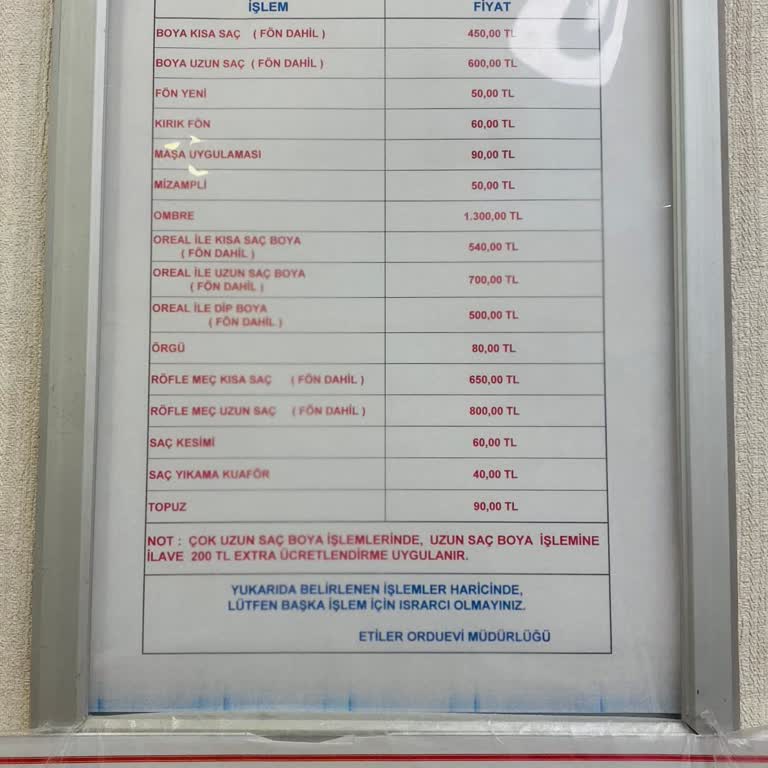 İŞLEM FİYAT
BOYA KISA SAÇ ( FÖN DAHİL ) 450,00 TL
BOYA UZUN SAÇ ( FÖN DAHİL ) 600,00 TL
FÖN YENİ 50,00 TL
KIRIK FÖN 60,00 TL
MAŞA UYGULAMASI 90,00 TL
MİZAMPLİ 50,00 TL
OMBRE 1.300,00 TL
OREAL İLE KISA SAÇ BOYA
( FÖN DAHİL ) 540,00 TL
OREAL İLE UZUN SAÇ BOYA
( FÖN DAHİL ) 700,00 TL
OREAL İLE DİP BOYA
( FÖN DAHİL ) 500,00 TL
ÖRGÜ 80,00 TL
RÖFLE MEÇ KISA SAÇ ( FÖN DAHİL ) 650,00 TL
RÖFLE MEÇ UZUN SAÇ ( FÖN DAHİL ) 800,00 TL
SAÇ KESİMİ 60,00 TL
SAÇ YIKAMA KUAFÖR 40,00 TL
TOPUZ 90,00 TL
NOT : ÇOK UZUN SAÇ BOYA İŞLEMLERİNDE, UZUN SAÇ BOYA İŞLEMİNE
İLAVE 200 TL EXTRA ÜCRETLENDİRME UYGULANIR.
YUKARIDA BELİRLENEN İŞLEMLER HARİCİNDE,
LÜTFEN BAŞKA İŞLEM İÇİN ISRARCI OLMAYINIZ.
ETİLER ORDUEVİ MÜDÜRLÜĞÜ